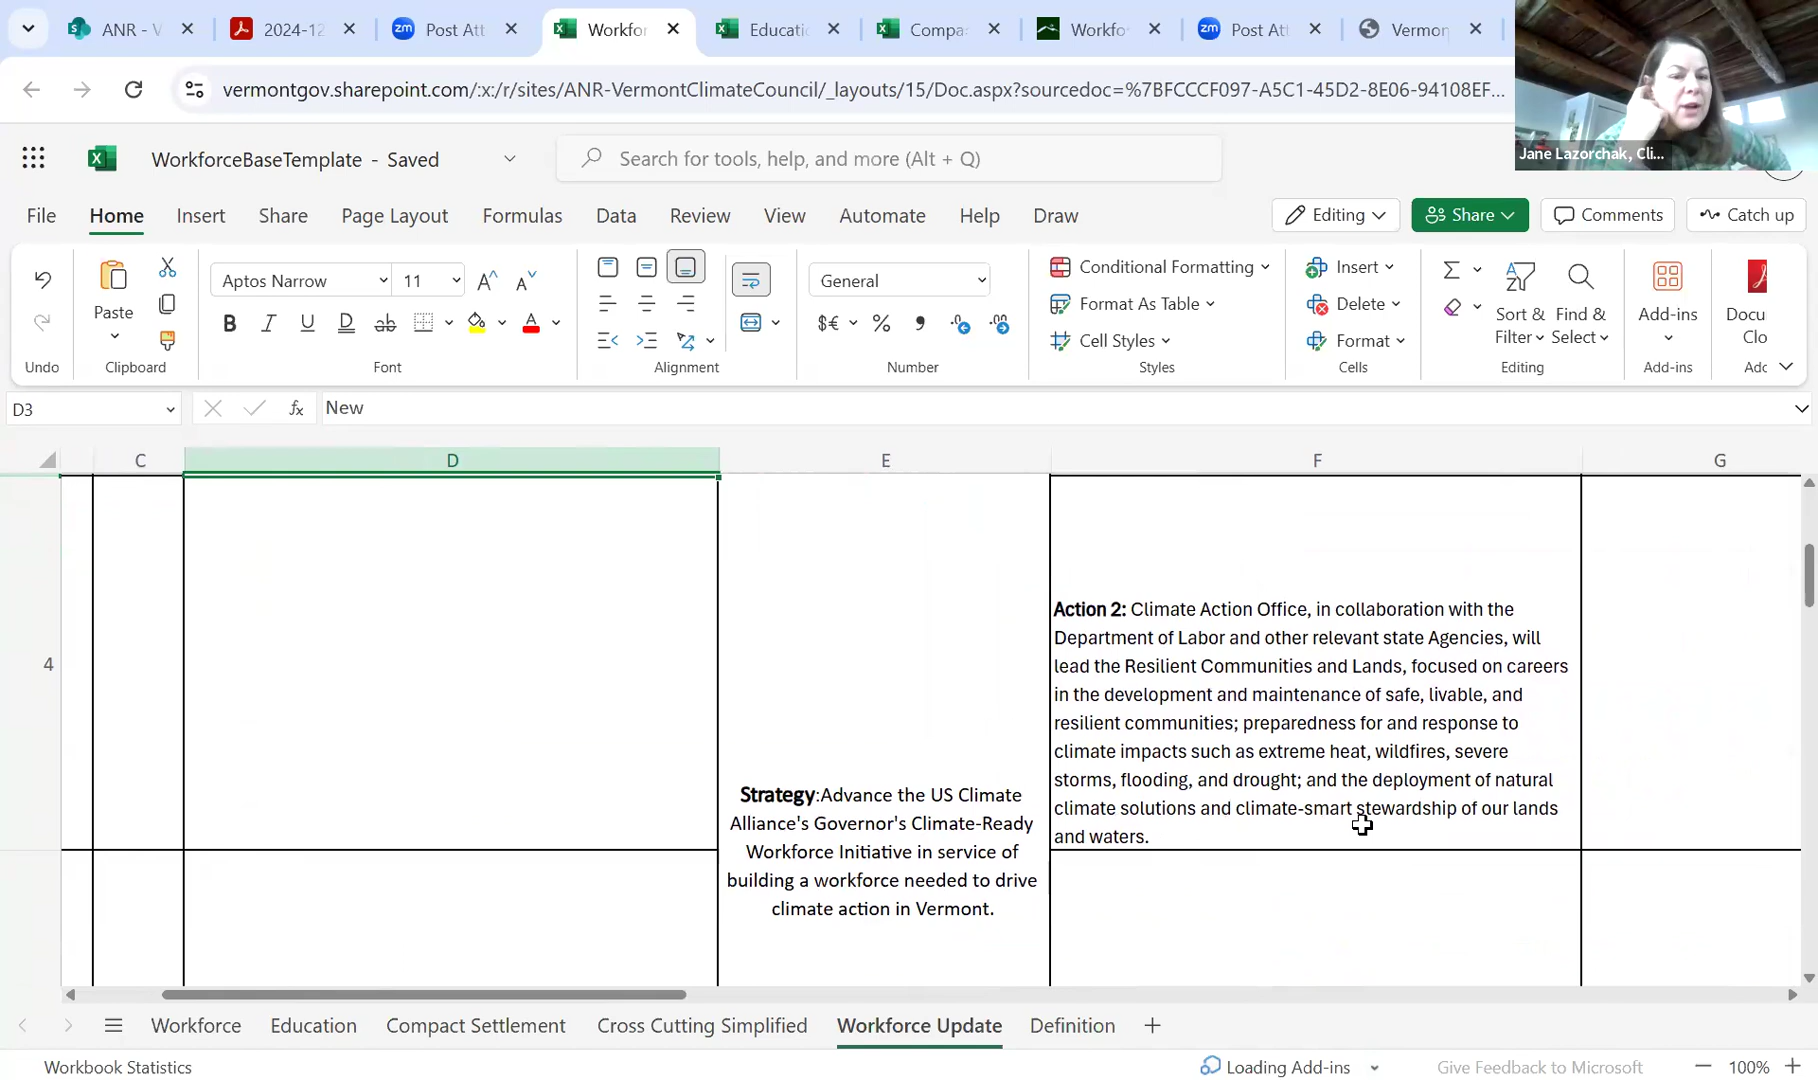 ANR - V
2024-12
Post Att
Workfor
Educatio
Compa
Workfo
Post Att
Vermon
vermontgov.sharepoint.com/:x:/r/sites/ANR-VermontClimateCouncil/_layouts/15/Doc.aspx?sourcedoc=%7BFCCCF097-A5C1-45D2-8E06-94108EF...
Jane Lazorchak, Cli...
WorkforceBaseTemplate - Saved
Search for tools, help, and more (Alt + Q)
File Home Insert Share Page Layout Formulas Data Review View Automate Help Draw
Editing Share Comments Catch up
Aptos Narrow 11 General
Paste
Conditional Formatting
Format As Table
Cell Styles
Insert
Delete
Format
Sort & Filter
Find & Select
Add-ins
Docu
Clo
Undo Clipboard Font Alignment Number Styles Cells Editing Add-ins Adc
D3 fx New
C D E F G
4
Action 2: Climate Action Office, in collaboration with the
Department of Labor and other relevant state Agencies, will
lead the Resilient Communities and Lands, focused on careers
in the development and maintenance of safe, livable, and
resilient communities; preparedness for and response to
climate impacts such as extreme heat, wildfires, severe
storms, flooding, and drought; and the deployment of natural
climate solutions and climate-smart stewardship of our lands
and waters.
Strategy:Advance the US Climate
Alliance's Governor's Climate-Ready
Workforce Initiative in service of
building a workforce needed to drive
climate action in Vermont.
Workforce Education Compact Settlement Cross Cutting Simplified Workforce Update Definition
Workbook Statistics Loading Add-ins Give Feedback to Microsoft 100%